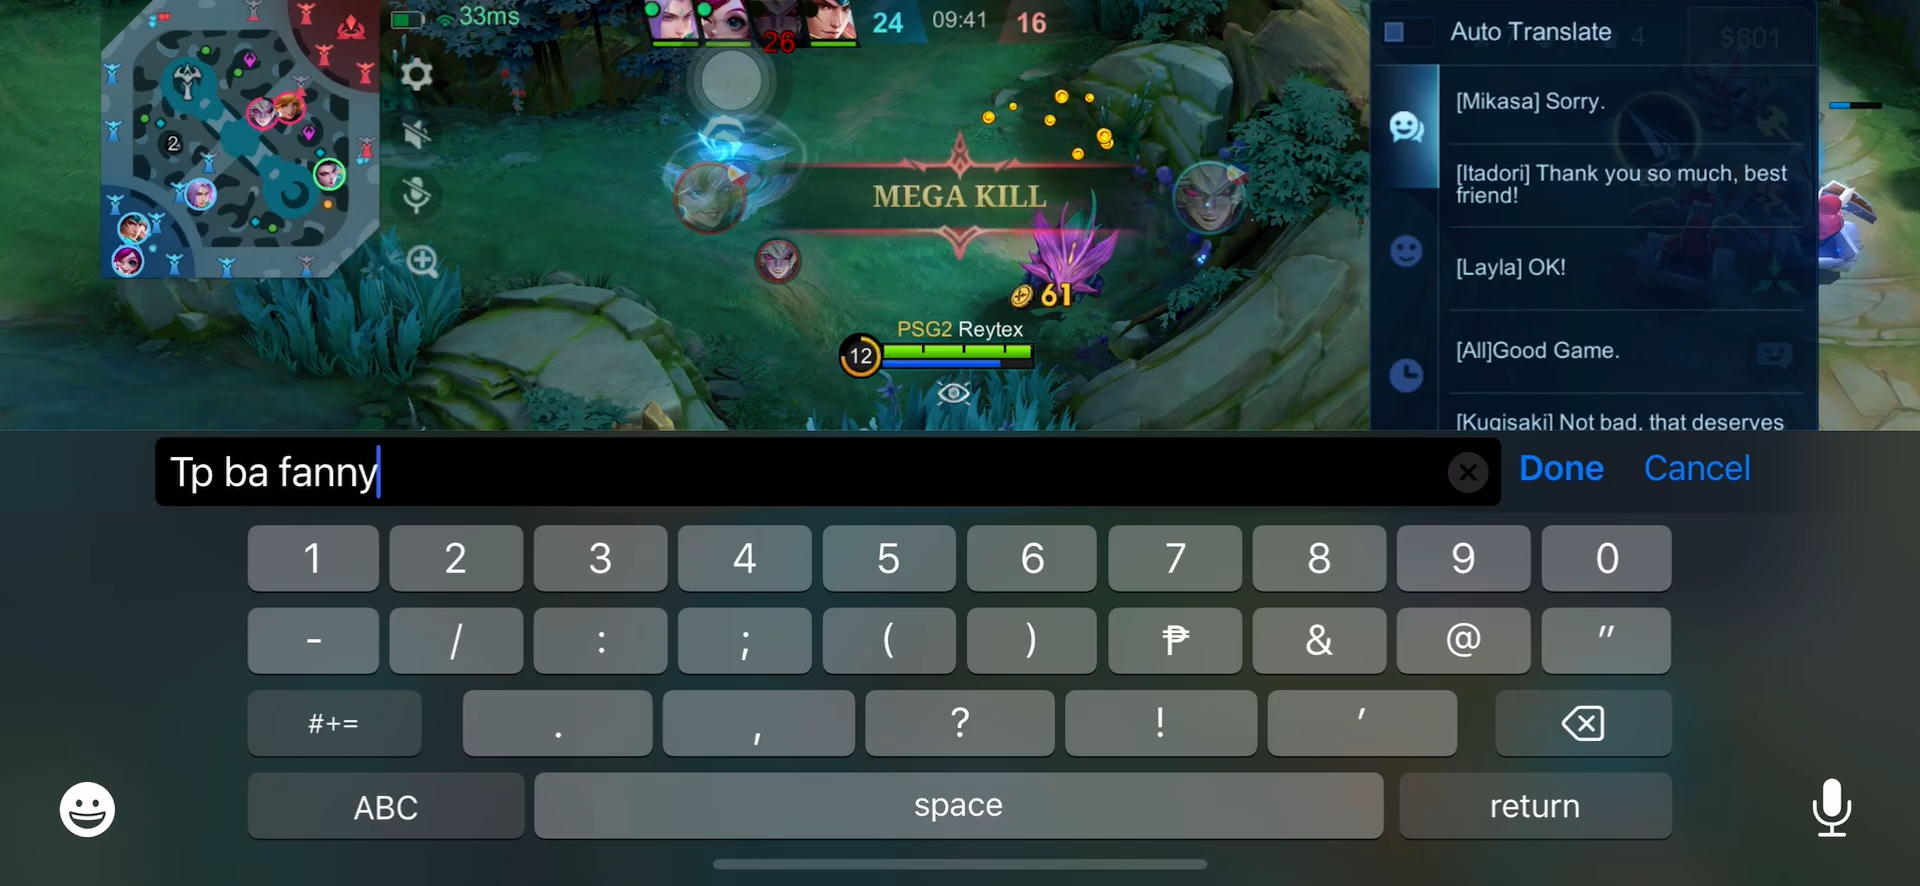 33ms
26
24
09:41
16
Auto Translate
4
$601
2
[Mikasa] Sorry.
[Itadori] Thank you so much, best
friend!
[Layla] OK!
[All]Good Game.
[Kugisaki] Not bad, that deserves
MEGA KILL
61
PSG2 Reytex
12
Tp ba fanny
Done
Cancel
1 2 3 4 5 6 7 8 9 0
- / : ; ( ) ₱ & @ "
#+= . , ? ! '
ABC space return